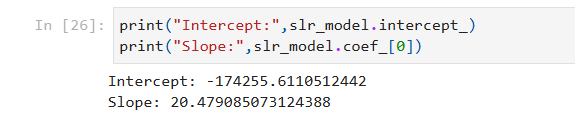 In [26]: print("Intercept:",slr_model.intercept_)
print("Slope:",slr_model.coef_[0])
Intercept: -174255.6110512442
Slope: 20.479085073124388